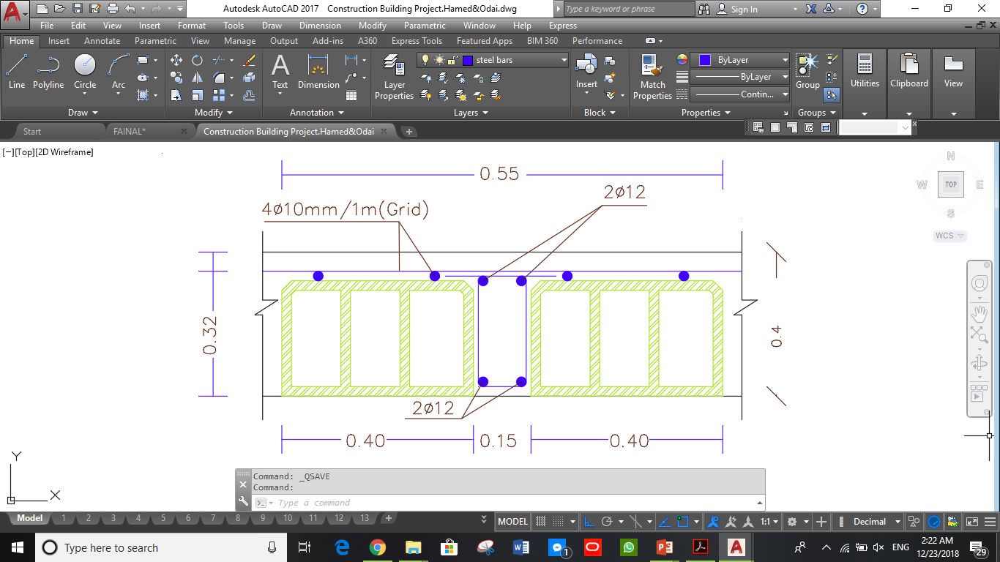 Autodesk AutoCAD 2017 Construction Building Project.Hamed&Odai.dwg
Type a keyword or phrase
Sign In
File Edit View Insert Format Tools Draw Dimension Modify Parametric Window Help Express
Home Insert Annotate Parametric View Manage Output Add-ins A360 Express Tools Featured Apps BIM 360 Performance
Line Polyline Circle Arc
Draw
Modify
Text Dimension
Annotation
Layer
Properties
steel bars
Layers
Insert
Block
Match
Properties
ByLayer
ByLayer
Contin...
Properties
Group
Groups
Utilities
Clipboard
View
Start FAINAL* Construction Building Project.Hamed&Odai
[−][Top][2D Wireframe]
N
W TOP E
S
WCS
0.55
2ø12
4ø10mm/1m(Grid)
0.32
0.4
2ø12
0.40 0.15 0.40
Y
X
Command: _QSAVE
Command:
Type a command
Model 1 2 3 4 5 6 7 8 9 10 11 12 13
MODEL
1:1
Decimal
Type here to search
1
ENG
2:22 AM
12/23/2018
29